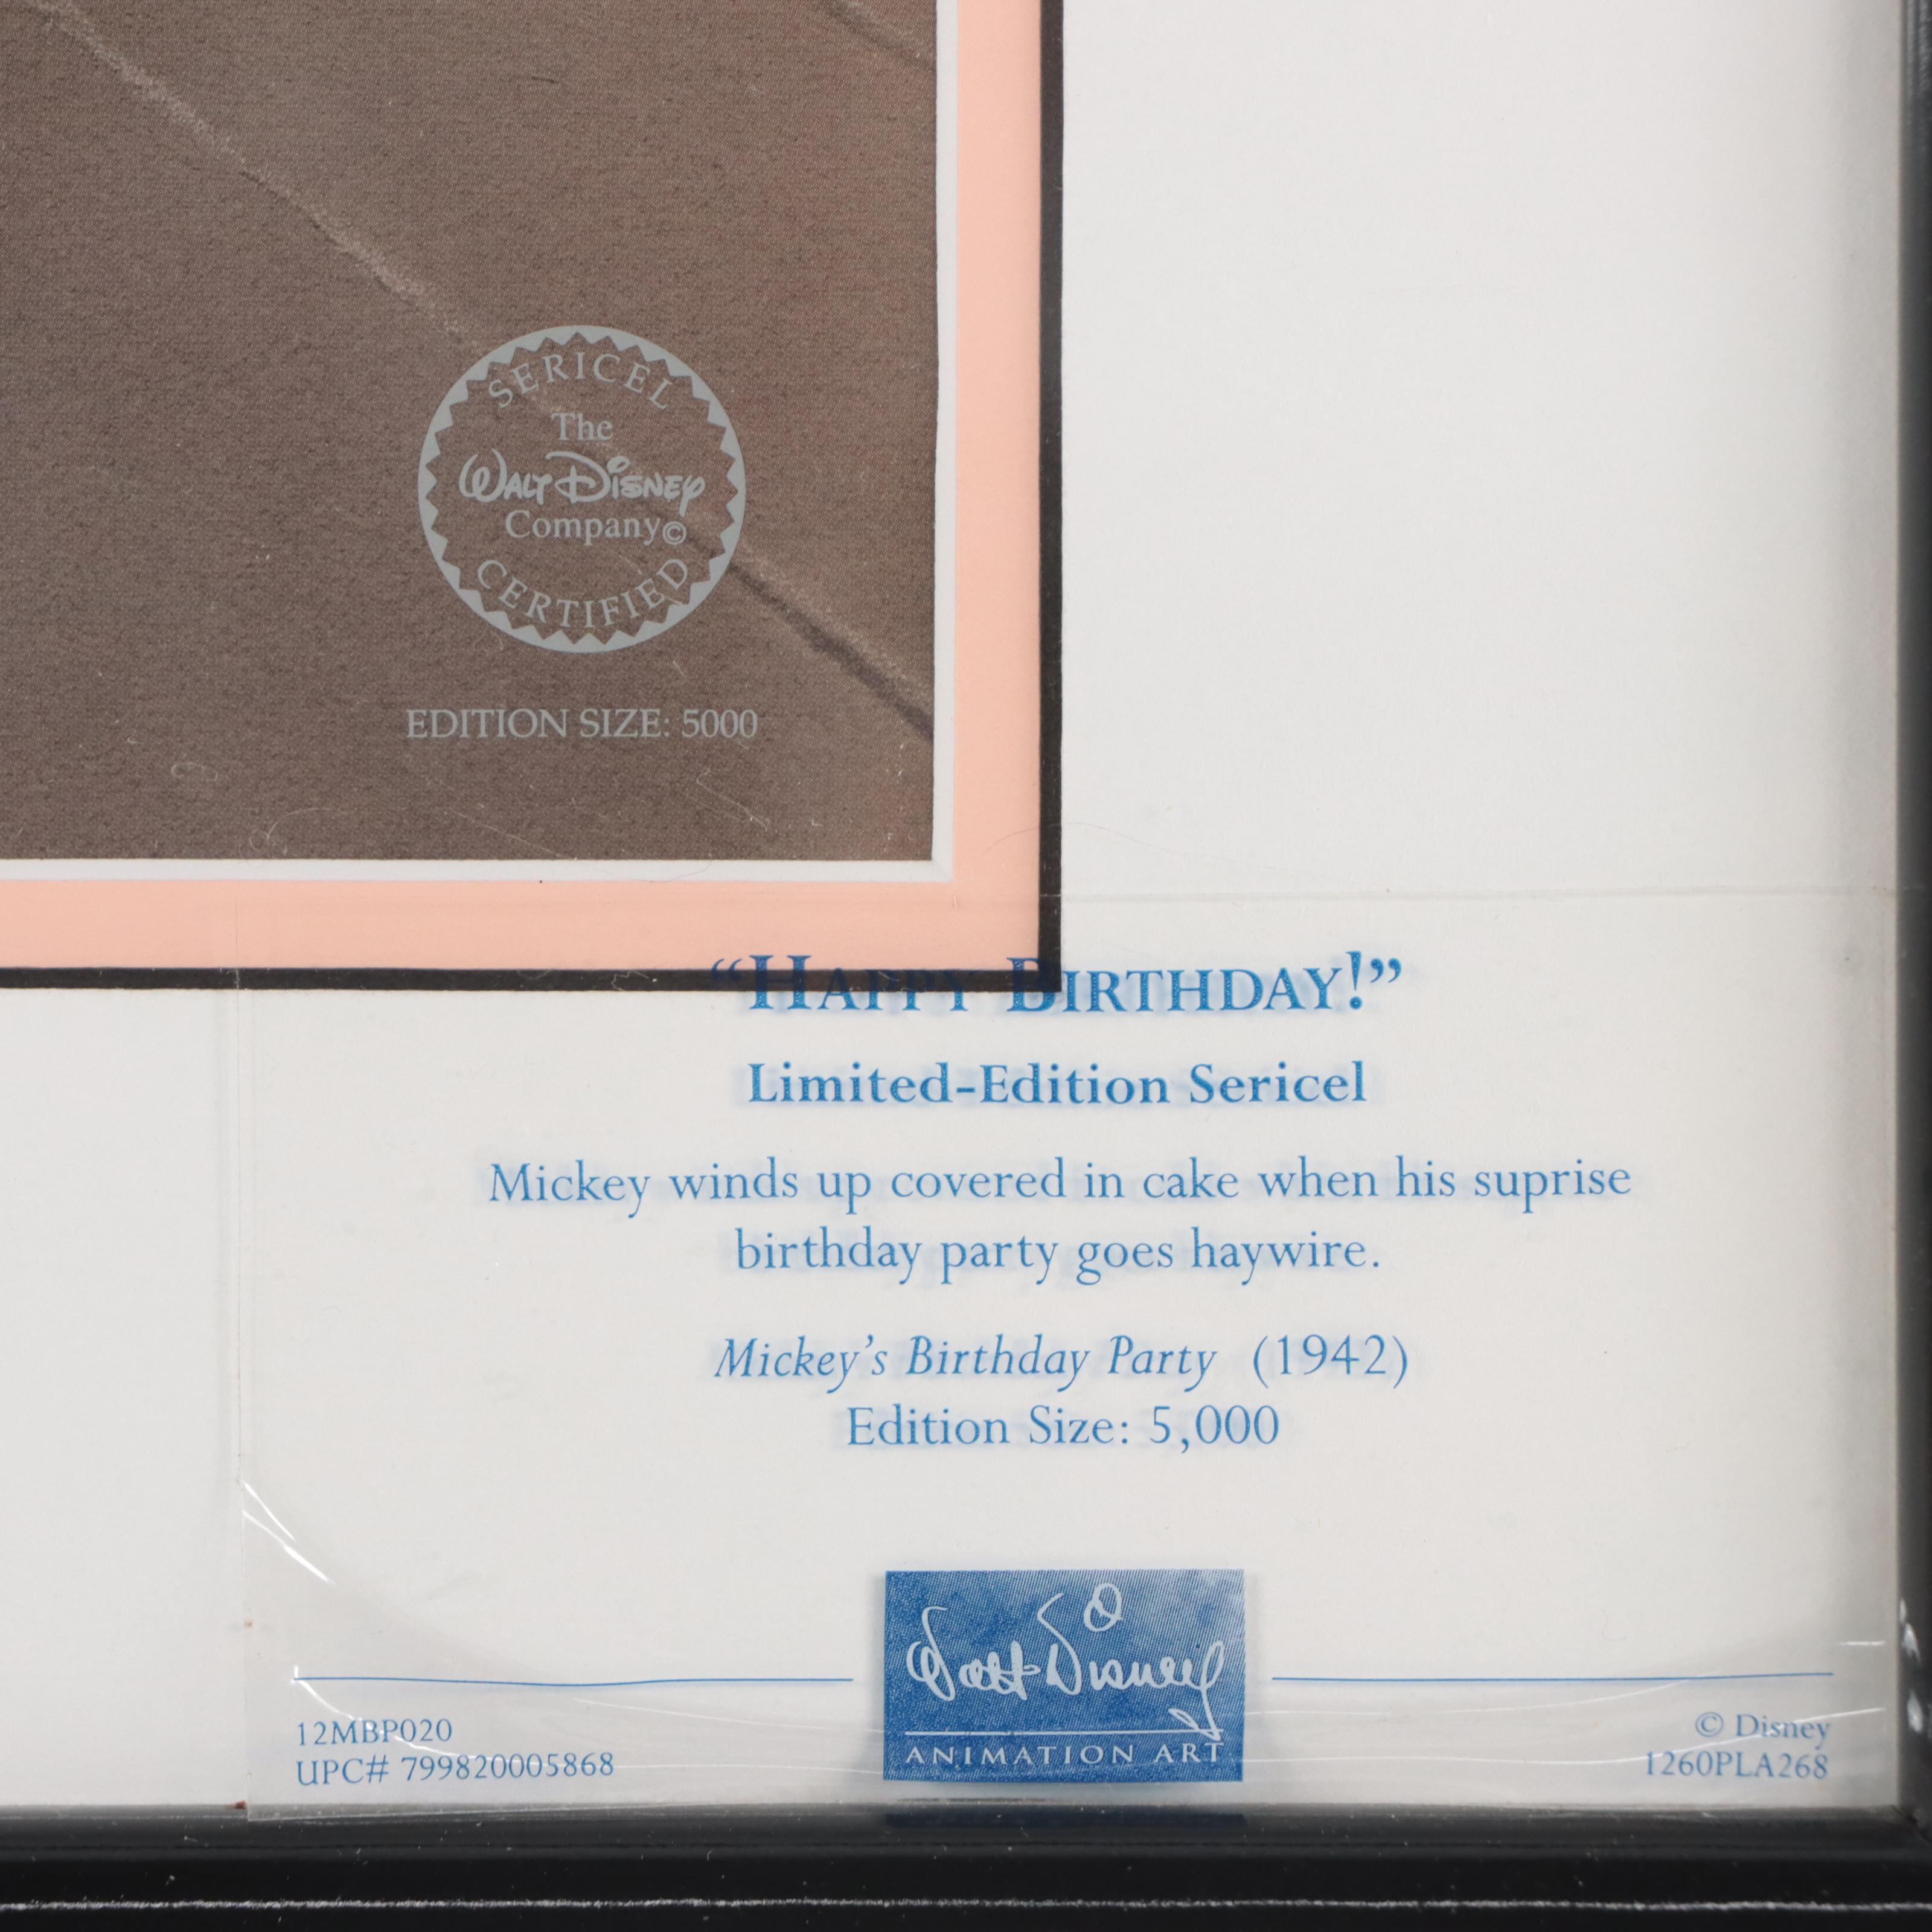 SERICEL
The
WALT DISNEY
Company©
CERTIFIED
EDITION SIZE: 5000
“HAPPY BIRTHDAY!”
Limited-Edition Sericel
Mickey winds up covered in cake when his suprise
birthday party goes haywire.
Mickey’s Birthday Party (1942)
Edition Size: 5,000
Walt Disney
ANIMATION ART
12MBP020
UPC# 799820005868
© Disney
1260PLA268